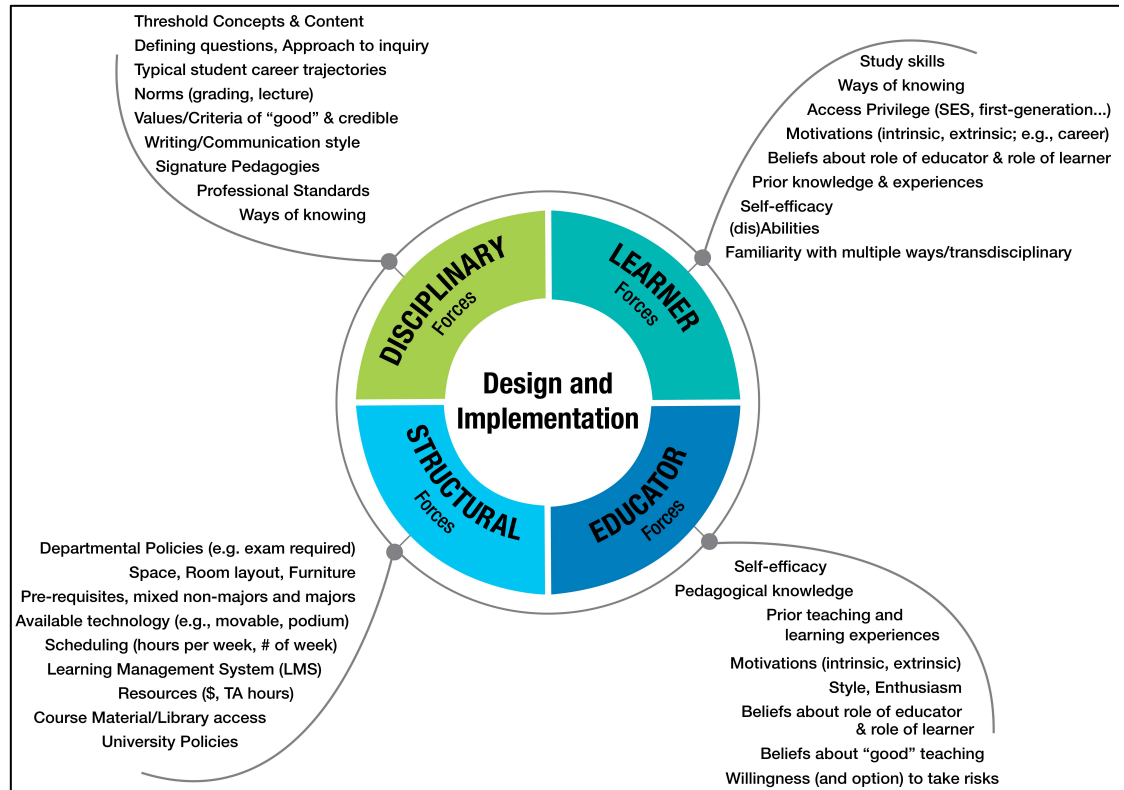 Threshold Concepts & Content
Defining questions, Approach to inquiry
Typical student career trajectories
Norms (grading, lecture)
Values/Criteria of “good” & credible
Writing/Communication style
Signature Pedagogies
Professional Standards
Ways of knowing
Study skills
Ways of knowing
Access Privilege (SES, first-generation...)
Motivations (intrinsic, extrinsic; e.g., career)
Beliefs about role of educator & role of learner
Prior knowledge & experiences
Self-efficacy
(dis)Abilities
Familiarity with multiple ways/transdisciplinary
DISCIPLINARY
Forces
LEARNER
Forces
Design and
Implementation
STRUCTURAL
Forces
EDUCATOR
Forces
Departmental Policies (e.g. exam required)
Space, Room layout, Furniture
Pre-requisites, mixed non-majors and majors
Available technology (e.g., movable, podium)
Scheduling (hours per week, # of week)
Learning Management System (LMS)
Resources ($, TA hours)
Course Material/Library access
University Policies
Self-efficacy
Pedagogical knowledge
Prior teaching and
learning experiences
Motivations (intrinsic, extrinsic)
Style, Enthusiasm
Beliefs about role of educator
& role of learner
Beliefs about “good” teaching
Willingness (and option) to take risks